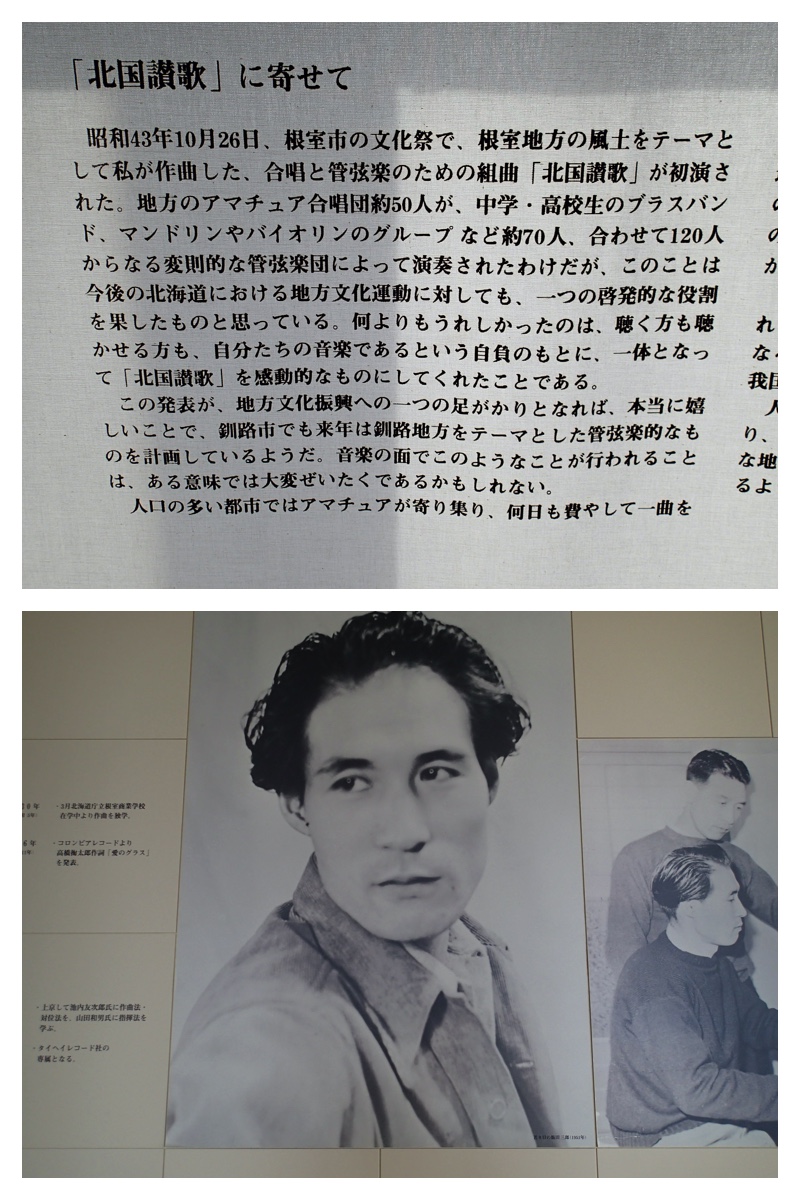 「北国讃歌」に寄せて
昭和43年10月26日、根室市の文化祭で、根室地方の風土をテーマと
して私が作曲した、合唱と管弦楽のための組曲「北国讃歌」が初演さ
れた。地方のアマチュア合唱団約50人が、中学・高校生のブラスバン
ド、マンドリンやバイオリンのグループなど約70人、合わせて120人
からなる変則的な管弦楽団によって演奏されたわけだが、このことは
今後の北海道における地方文化運動に対しても、一つの啓発的な役割
を果したものと思っている。何よりもうれしかったのは、聴く方も聴
かせる方も、自分たちの音楽であるという自負のもとに、一体となっ
て「北国讃歌」を感動的なものにしてくれたことである。
この発表が、地方文化振興への一つの足がかりとなれば、本当に嬉
しいことで、釧路市でも来年は釧路地方をテーマとした管弦楽的なも
のを計画しているようだ。音楽の面でこのようなことが行われること
は、ある意味では大変ぜいたくであるかもしれない。
人口の多い都市ではアマチュアが寄り集り、何日も費やして一曲を
の
の
か
れ
な
我国
人
り、
な地
るよ
・3月北海道庁立根室商業学校
在学中より作曲を独学。
・コロンビアレコードより
高橋掬太郎作詞「愛のグラス」
を発表。
・上京して池内友次郎氏に作曲法・
対位法を、山田和男氏に指揮法を
学ぶ。
・タイヘイレコード社の
専属となる。